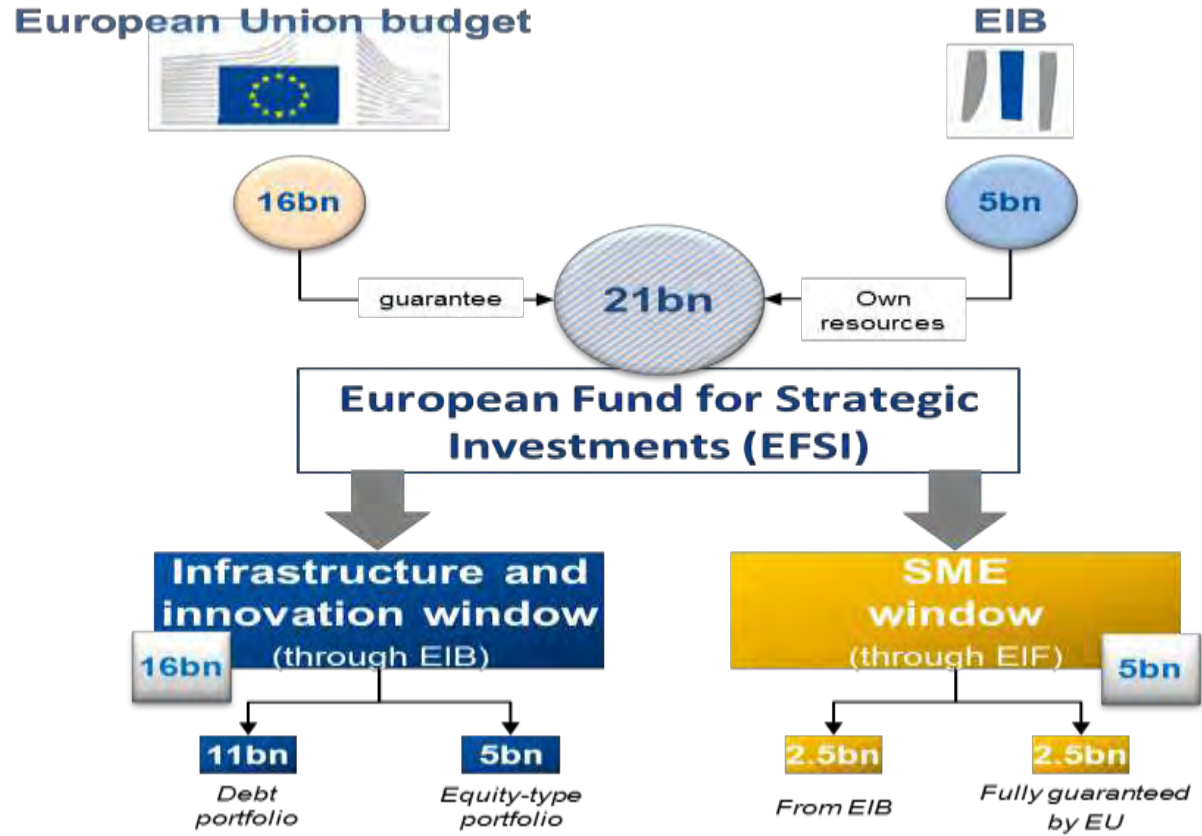 European Union budget
EIB
16bn
5bn
guarantee
21bn
Own
resources
European Fund for Strategic
Investments (EFSI)
Infrastructure and
innovation window
(through EIB)
16bn
SME
window
(through EIF)
5bn
11bn
5bn
2.5bn
2.5bn
Debt
portfolio
Equity-type
portfolio
From EIB
Fully guaranteed
by EU